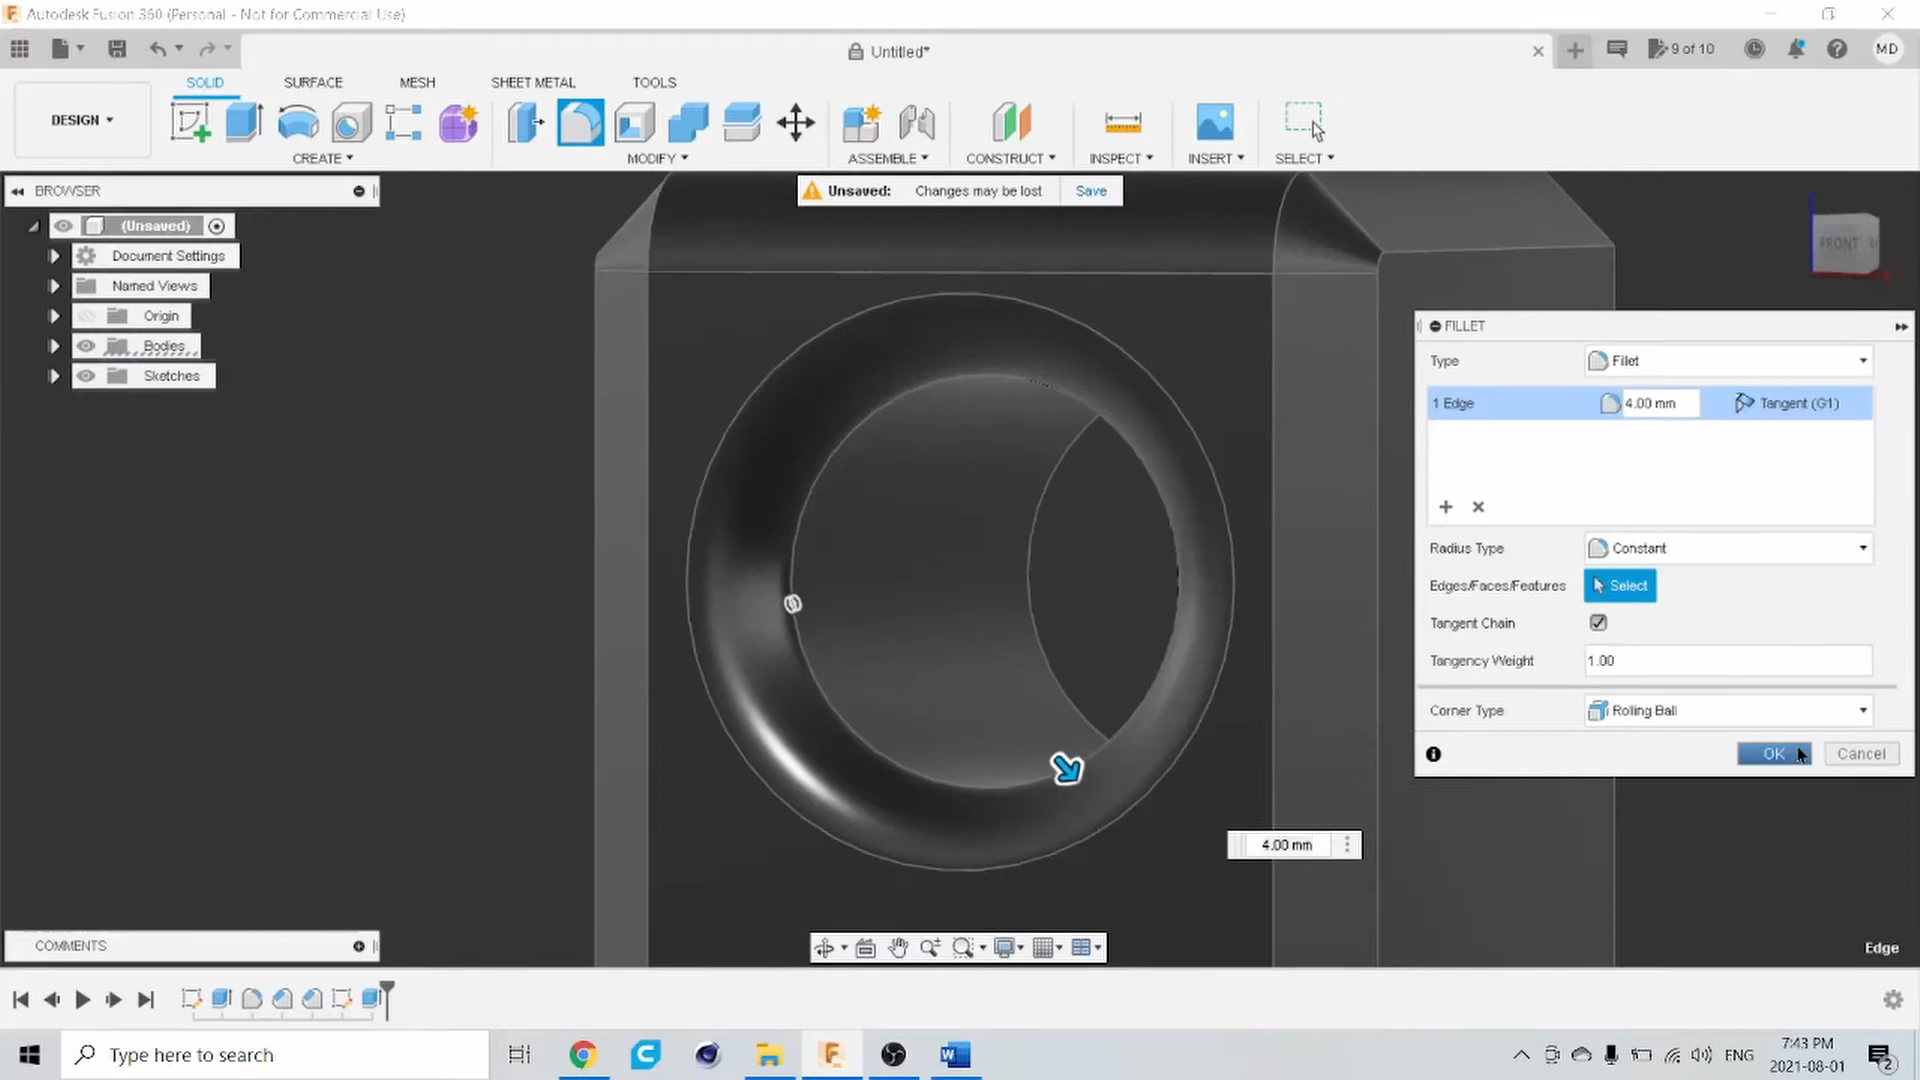 Autodesk Fusion 360 (Personal - Not for Commercial Use)
Untitled*
9 of 10
MD
SOLID SURFACE MESH SHEET METAL TOOLS
DESIGN
CREATE MODIFY ASSEMBLE CONSTRUCT INSPECT INSERT SELECT
BROWSER
Unsaved: Changes may be lost Save
(Unsaved)
Document Settings
Named Views
Origin
Bodies
Sketches
FRONT
FILLET
Type Fillet
1 Edge 4.00 mm Tangent (G1)
Radius Type Constant
Edges/Faces/Features Select
Tangent Chain
Tangency Weight 1.00
Corner Type Rolling Ball
OK Cancel
4.00 mm
COMMENTS
Edge
Type here to search
ENG
7:43 PM
2021-08-01
2